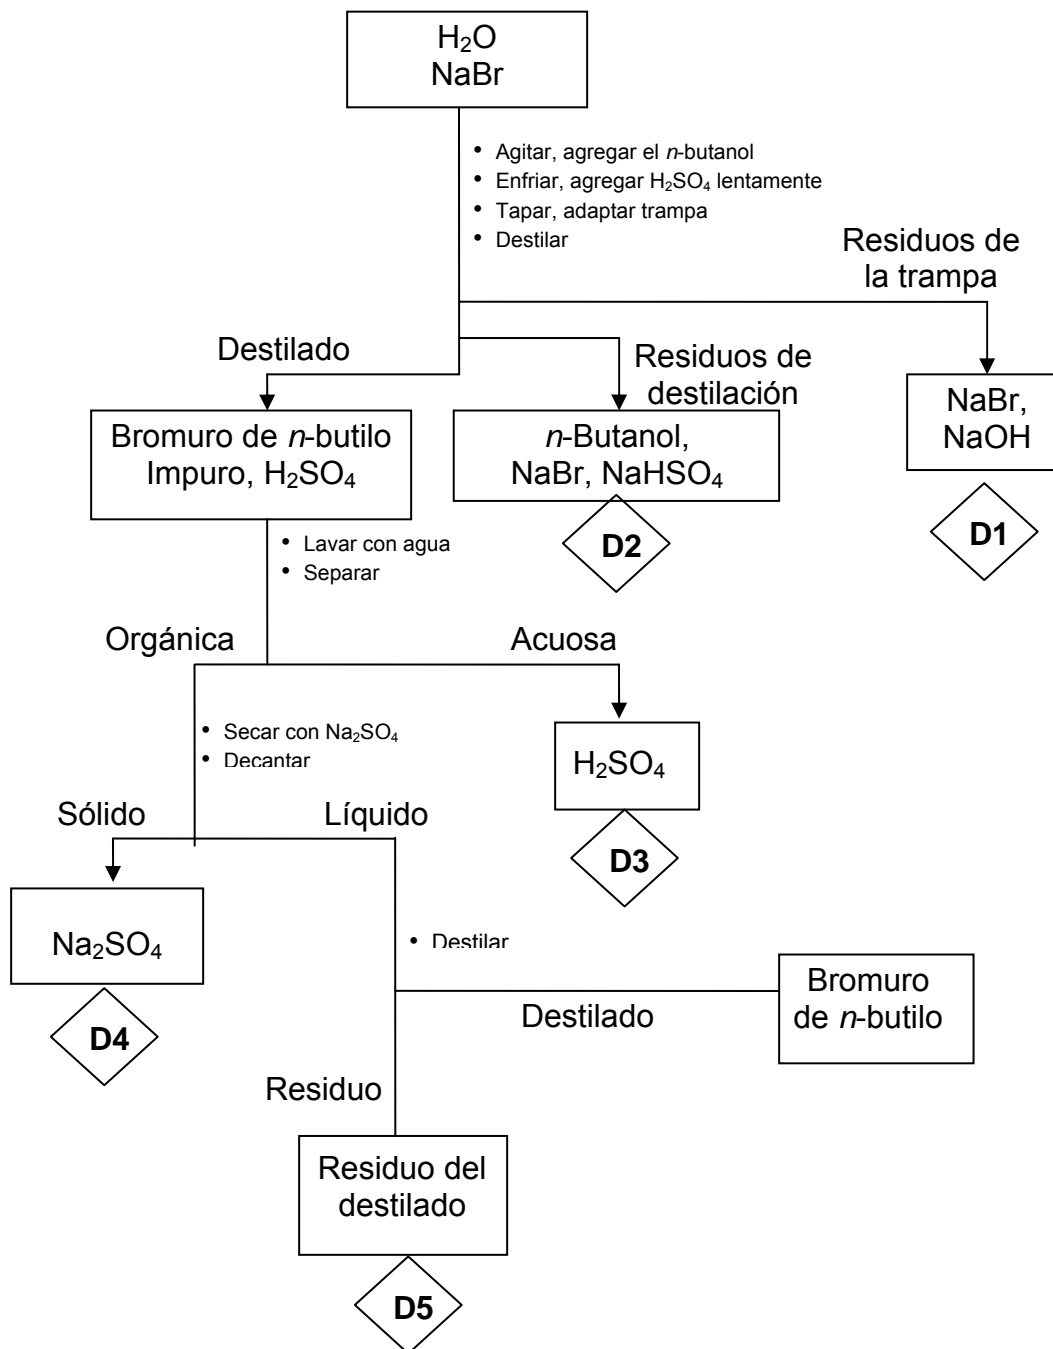 H₂O
NaBr
• Agitar, agregar el n-butanol
• Enfriar, agregar H₂SO₄ lentamente
• Tapar, adaptar trampa
• Destilar
Residuos de
la trampa
Destilado
Residuos de
destilación
Bromuro de n-butilo
Impuro, H₂SO₄
n-Butanol,
NaBr, NaHSO₄
NaBr,
NaOH
D2
D1
• Lavar con agua
• Separar
Orgánica
Acuosa
• Secar con Na₂SO₄
• Decantar
H₂SO₄
D3
Sólido
Líquido
Na₂SO₄
D4
• Destilar
Destilado
Bromuro
de n-butilo
Residuo
Residuo del
destilado
D5